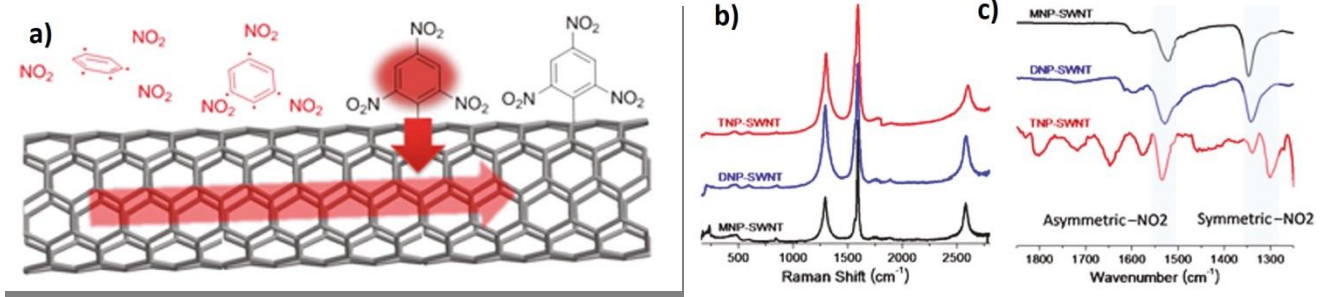 a)
NO₂
NO₂
NO₂
NO₂
NO₂
NO₂
NO₂
O₂N
NO₂
NO₂
O₂N
NO₂
b)
TNP-SWNT
DNP-SWNT
MNP-SWNT
500 1000 1500 2000 2500
Raman Shift (cm⁻¹)
c)
MNP-SWNT
DNP-SWNT
TNP-SWNT
Asymmetric –NO2 Symmetric –NO2
1800 1700 1600 1500 1400 1300
Wavenumber (cm⁻¹)